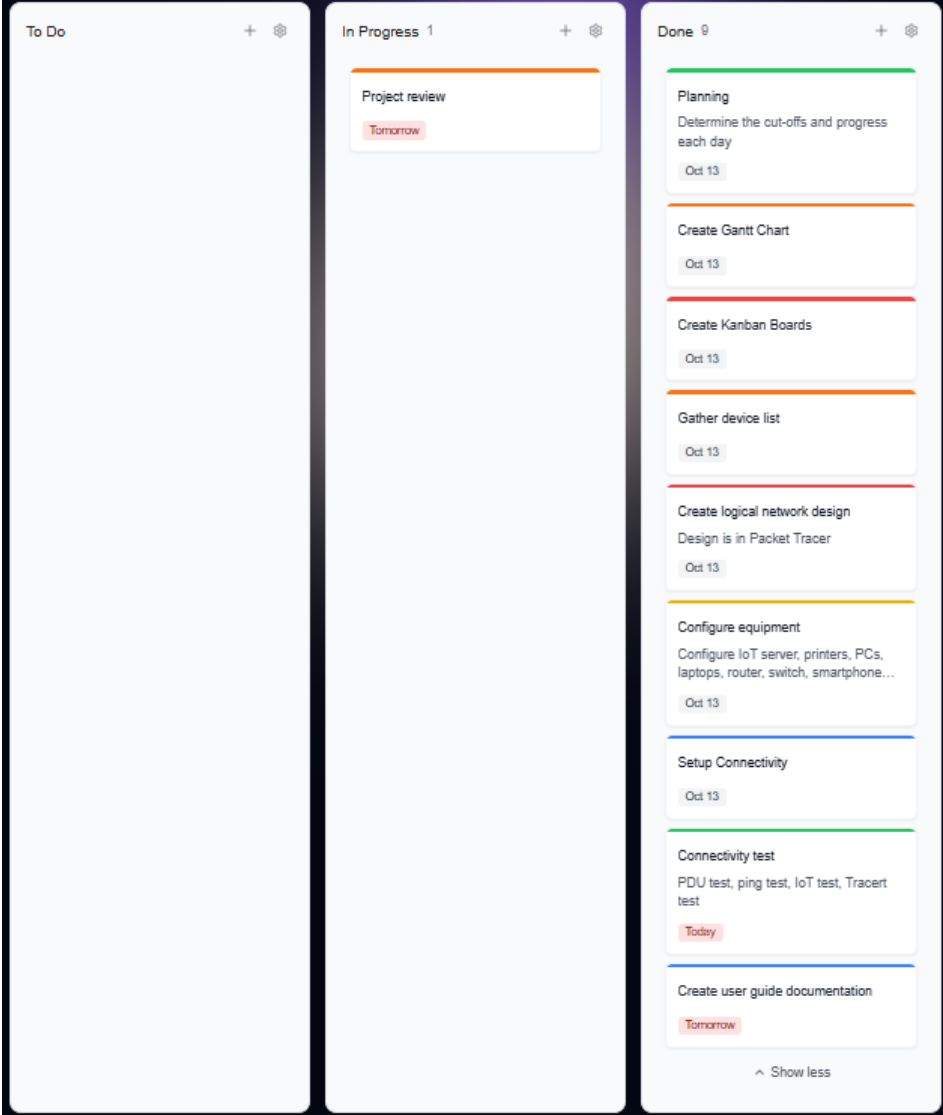 To Do
In Progress 1
Project review
Tomorrow
Done 9
Planning
Determine the cut-offs and progress
each day
Oct 13
Create Gantt Chart
Oct 13
Create Kanban Boards
Oct 13
Gather device list
Oct 13
Create logical network design
Design is in Packet Tracer
Oct 13
Configure equipment
Configure IoT server, printers, PCs,
laptops, router, switch, smartphone...
Oct 13
Setup Connectivity
Oct 13
Connectivity test
PDU test, ping test, IoT test, Tracert
test
Today
Create user guide documentation
Tomorrow
Show less